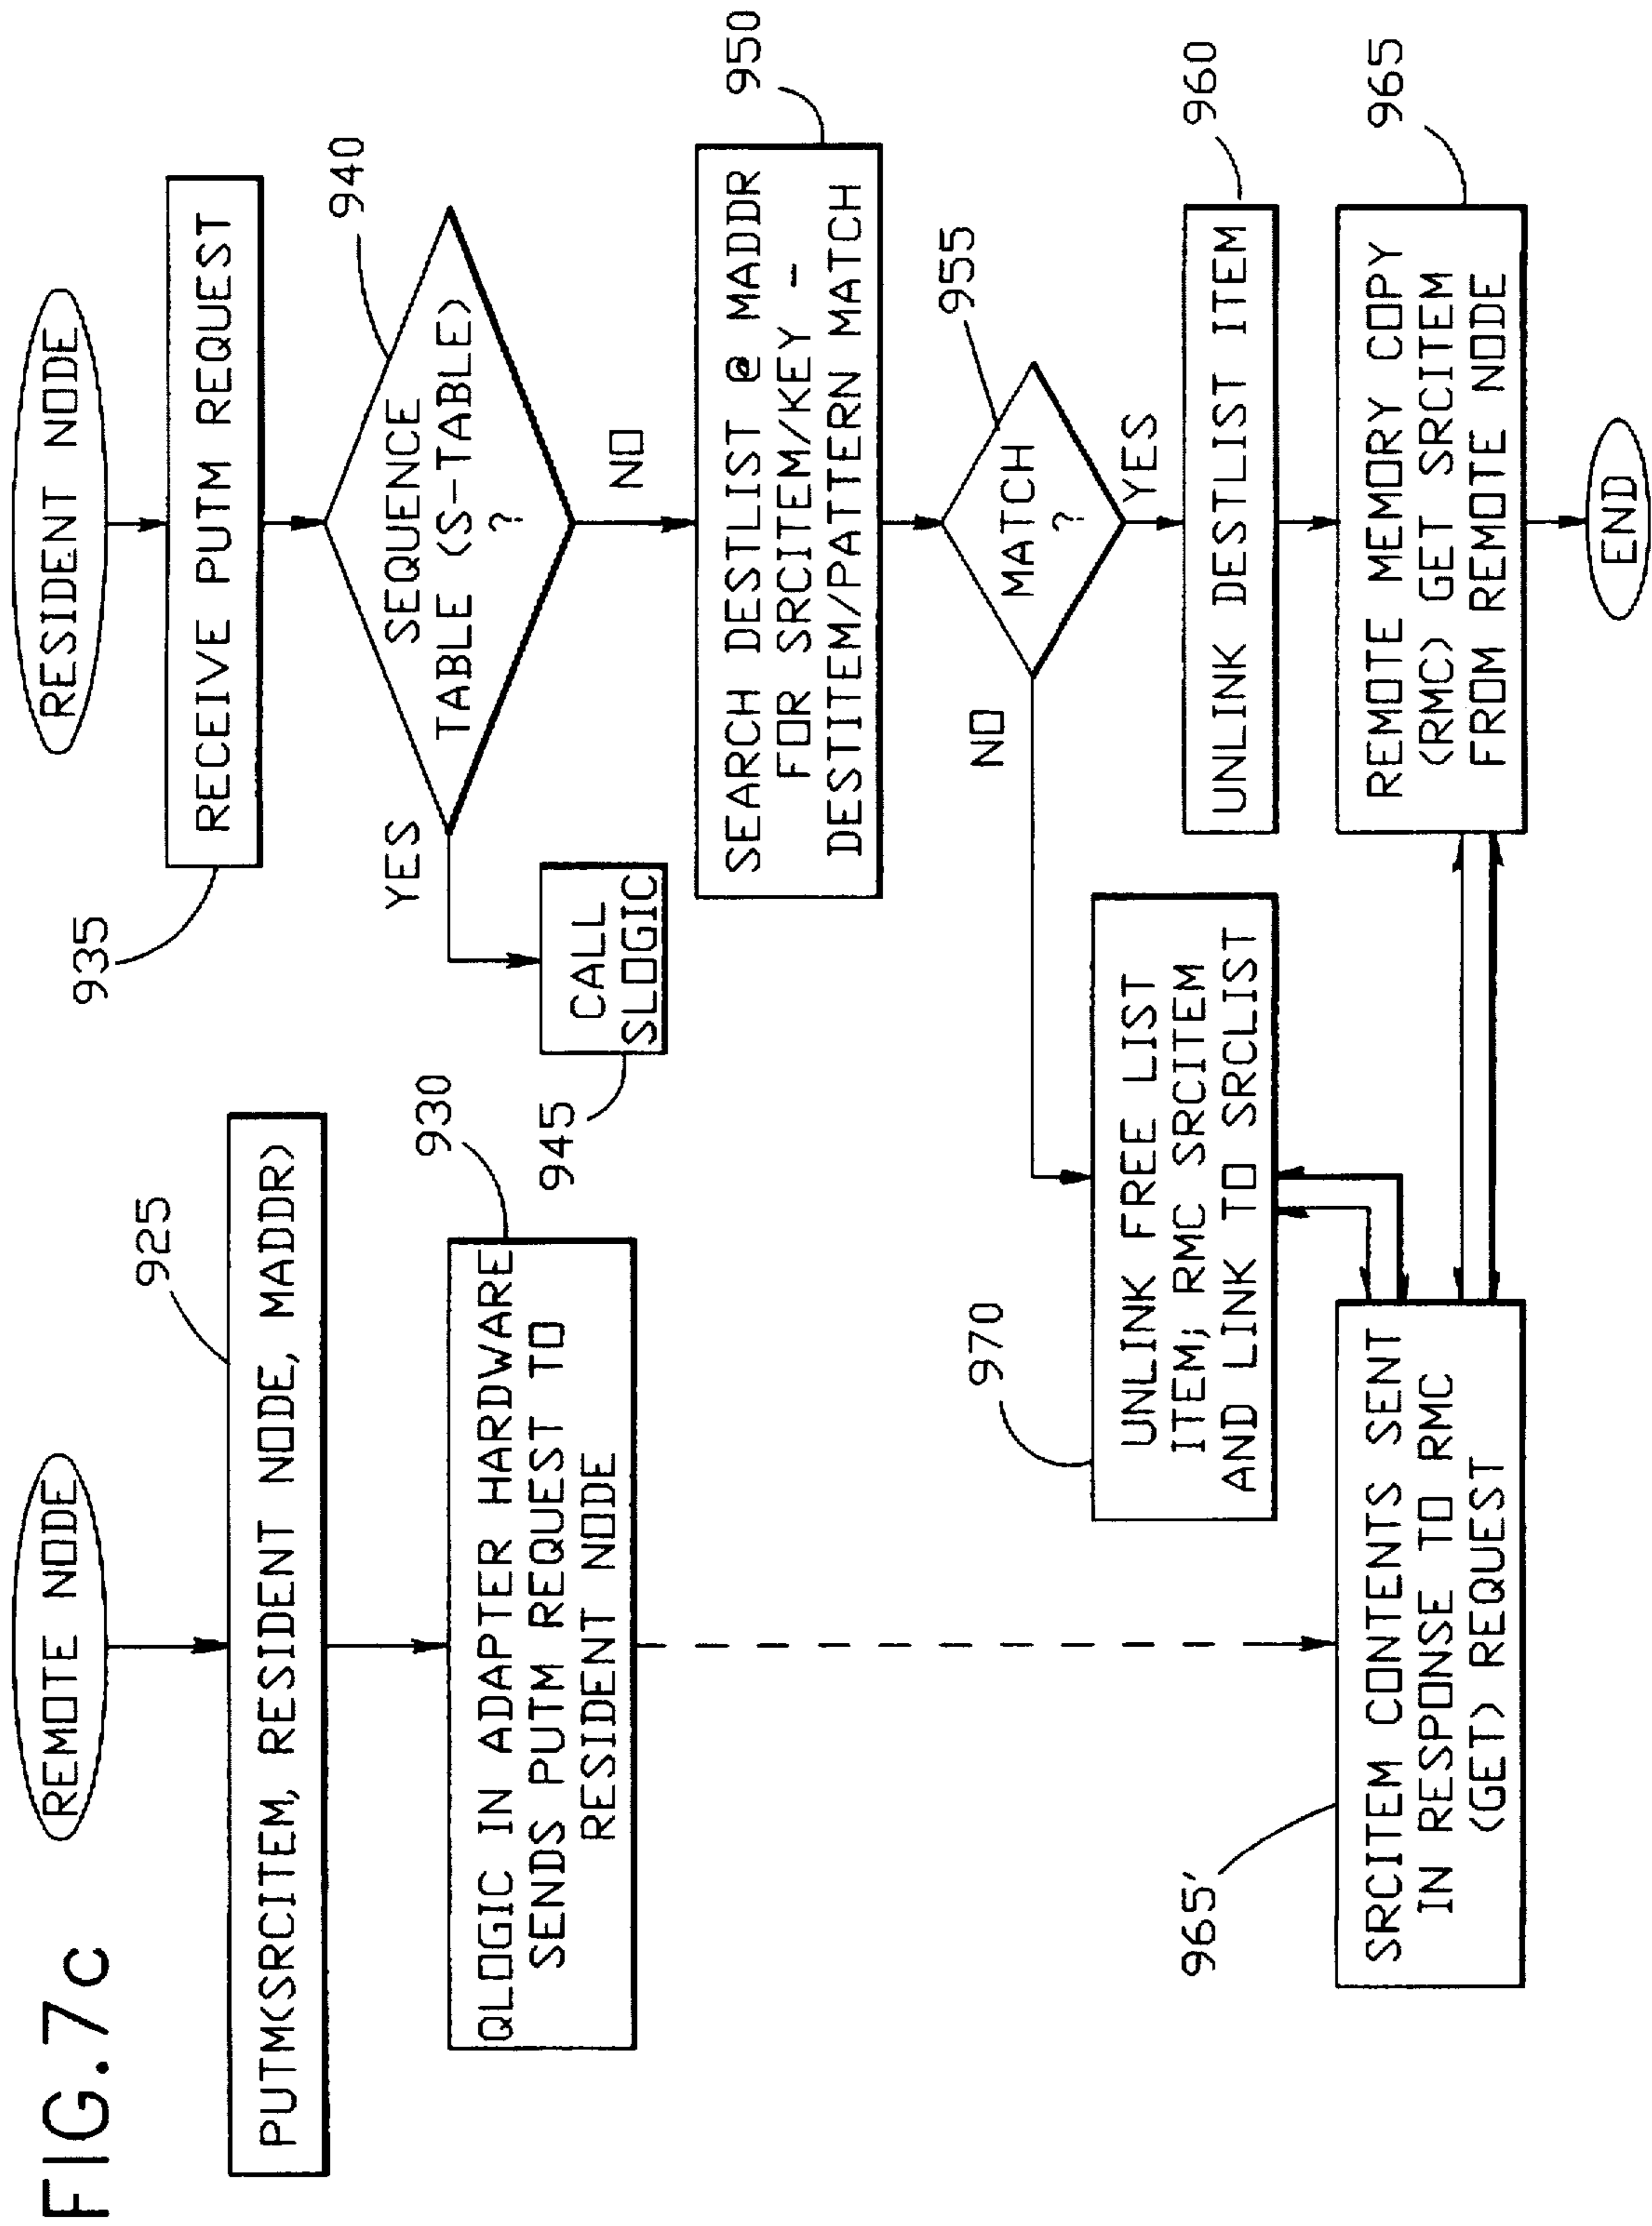 FIG.7c
REMOTE NODE
925
PUTM(SRCITEM, RESIDENT NODE, MADDR)
930
QLOGIC IN ADAPTER HARDWARE
SENDS PUTM REQUEST TO
RESIDENT NODE
965'
SRCITEM CONTENTS SENT
IN RESPONSE TO RMC
(GET) REQUEST
RESIDENT NODE
935
RECEIVE PUTM REQUEST
940
SEQUENCE
TABLE (S-TABLE)
?
YES
NO
945
CALL
SLOGIC
950
SEARCH DESTLIST @ MADDR
FOR SRCITEM/KEY -
DESTITEM/PATTERN MATCH
955
MATCH
?
NO
YES
970
UNLINK FREE LIST
ITEM; RMC SRCITEM
AND LINK TO SRCLIST
960
UNLINK DESTLIST ITEM
965
REMOTE MEMORY COPY
(RMC) GET SRCITEM
FROM REMOTE NODE
END